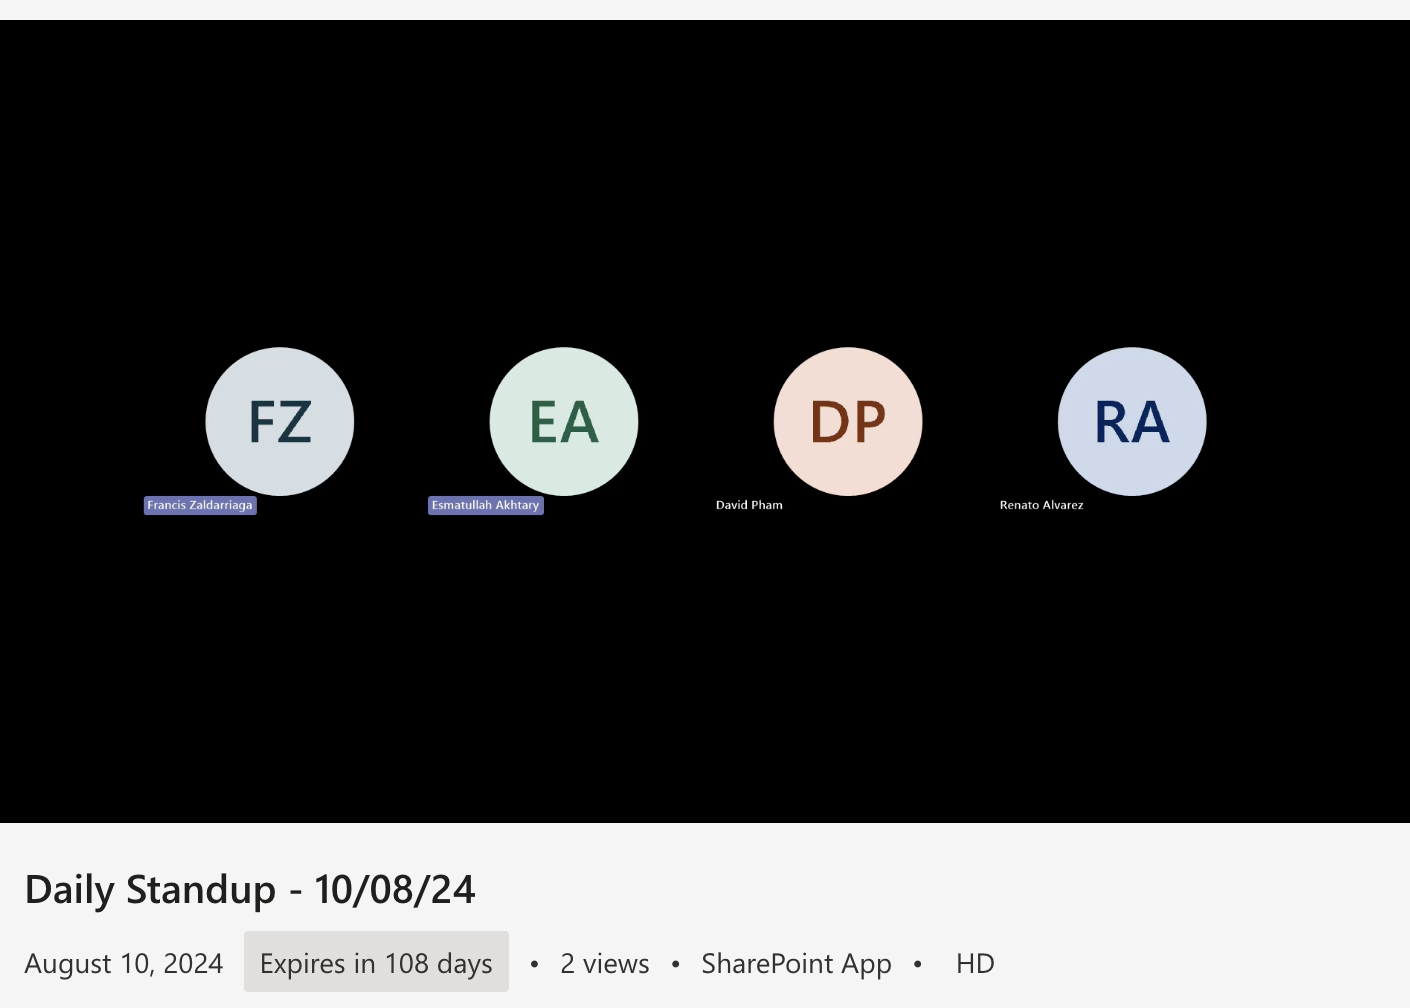 FZ EA DP RA
Francis Zaldarriaga Esmatullah Akhtary David Pham Renato Alvarez
Daily Standup - 10/08/24
August 10, 2024 Expires in 108 days • 2 views • SharePoint App • HD